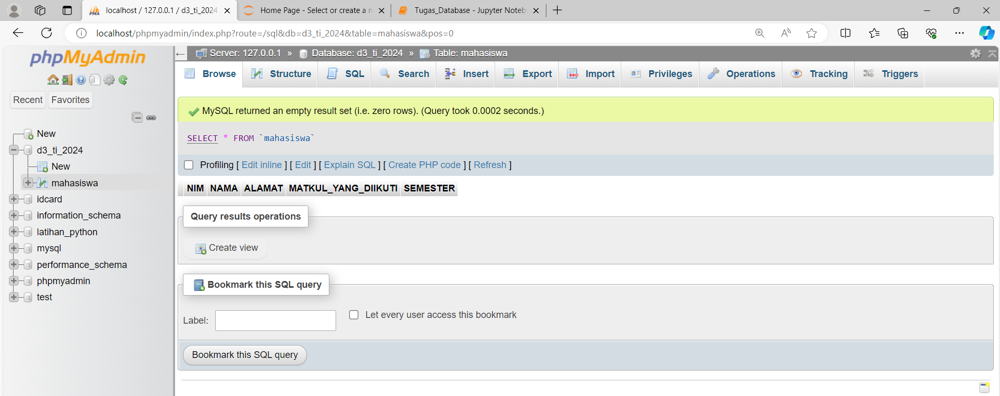 localhost / 127.0.0.1 / d3_ti_2024
Home Page - Select or create a n
Tugas_Database - Jupyter Noteb
localhost/phpmyadmin/index.php?route=/sql&db=d3_ti_2024&table=mahasiswa&pos=0
phpMyAdmin
Recent
Favorites
New
d3_ti_2024
New
mahasiswa
idcard
information_schema
latihan_python
mysql
performance_schema
phpmyadmin
test
Server: 127.0.0.1 » Database: d3_ti_2024 » Table: mahasiswa
Browse Structure SQL Search Insert Export Import Privileges Operations Tracking Triggers
MySQL returned an empty result set (i.e. zero rows). (Query took 0.0002 seconds.)
SELECT * FROM `mahasiswa`
Profiling [ Edit inline ] [ Edit ] [ Explain SQL ] [ Create PHP code ] [ Refresh ]
NIM NAMA ALAMAT MATKUL_YANG_DIIKUTI SEMESTER
Query results operations
Create view
Bookmark this SQL query
Label:
Let every user access this bookmark
Bookmark this SQL query